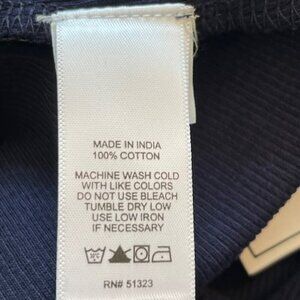 MADE IN INDIA
100% COTTON
MACHINE WASH COLD
WITH LIKE COLORS
DO NOT USE BLEACH
TUMBLE DRY LOW
USE LOW IRON
IF NECESSARY
RN# 51323